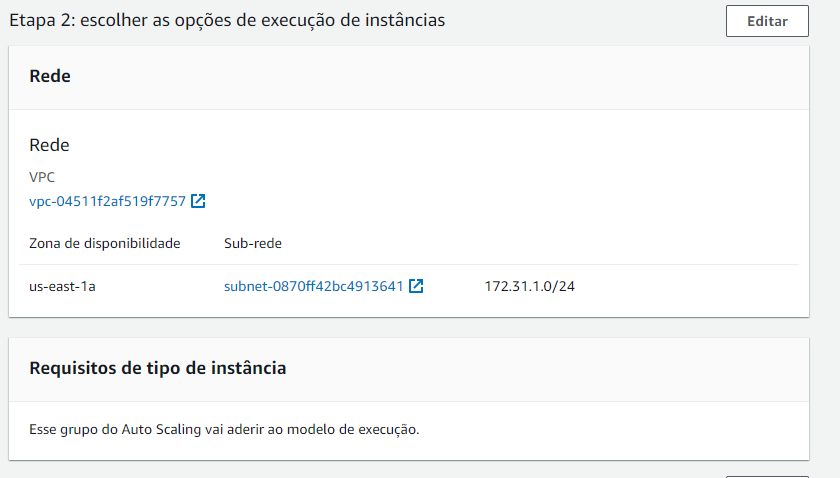 Etapa 2: escolher as opções de execução de instâncias
Editar
Rede
Rede
VPC
vpc-04511f2af519f7757
Zona de disponibilidade Sub-rede
us-east-1a subnet-0870ff42bc4913641 172.31.1.0/24
Requisitos de tipo de instância
Esse grupo do Auto Scaling vai aderir ao modelo de execução.